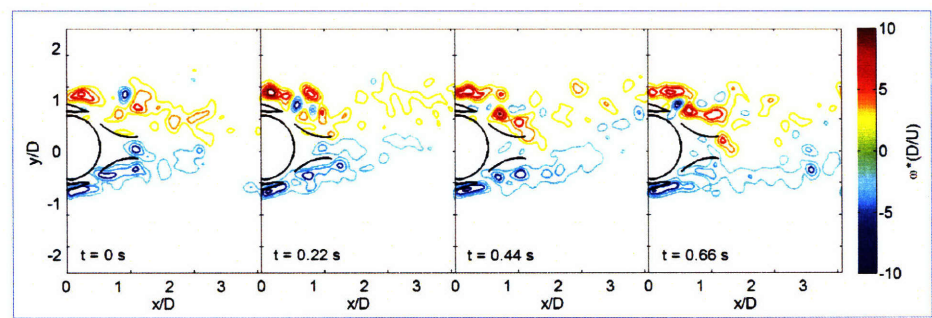 2
1
0
-1
-2
y/D
t = 0 s
t = 0.22 s
t = 0.44 s
t = 0.66 s
0 1 2 3
0 1 2 3
0 1 2 3
0 1 2 3
x/D
x/D
x/D
x/D
10
5
0
-5
-10
ω*(D/U)